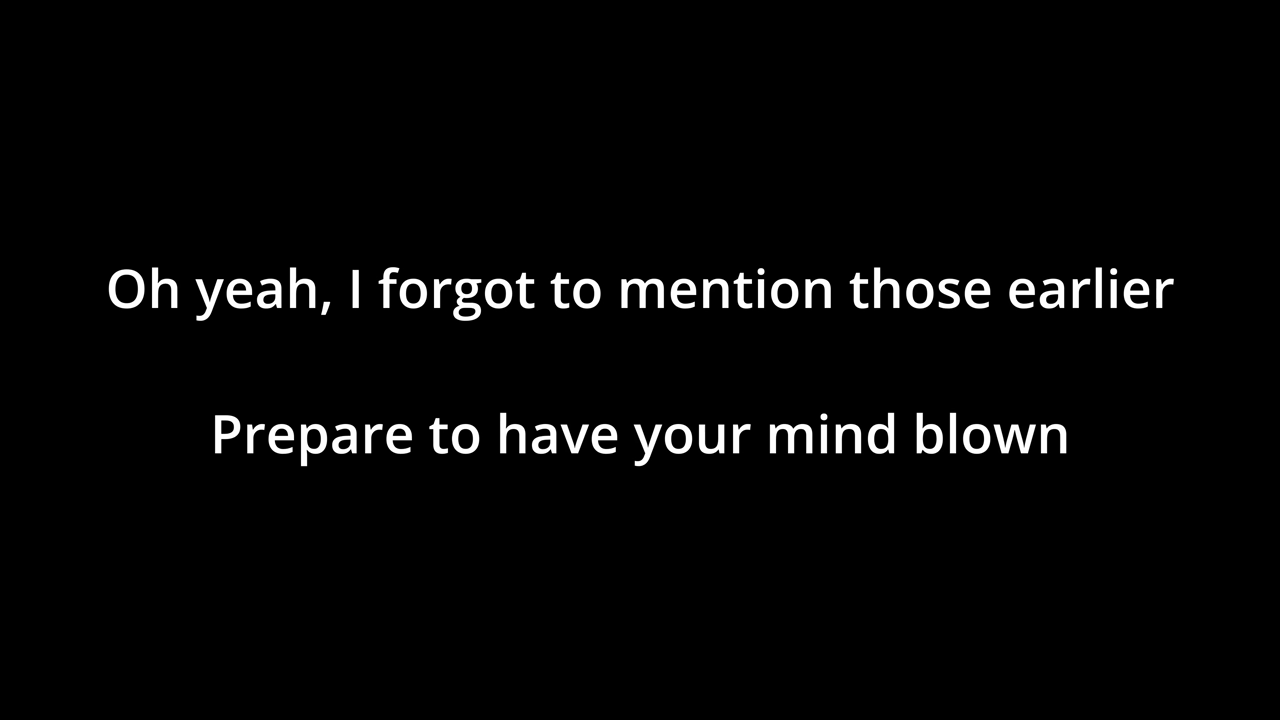 Oh yeah, I forgot to mention those earlier
Prepare to have your mind blown